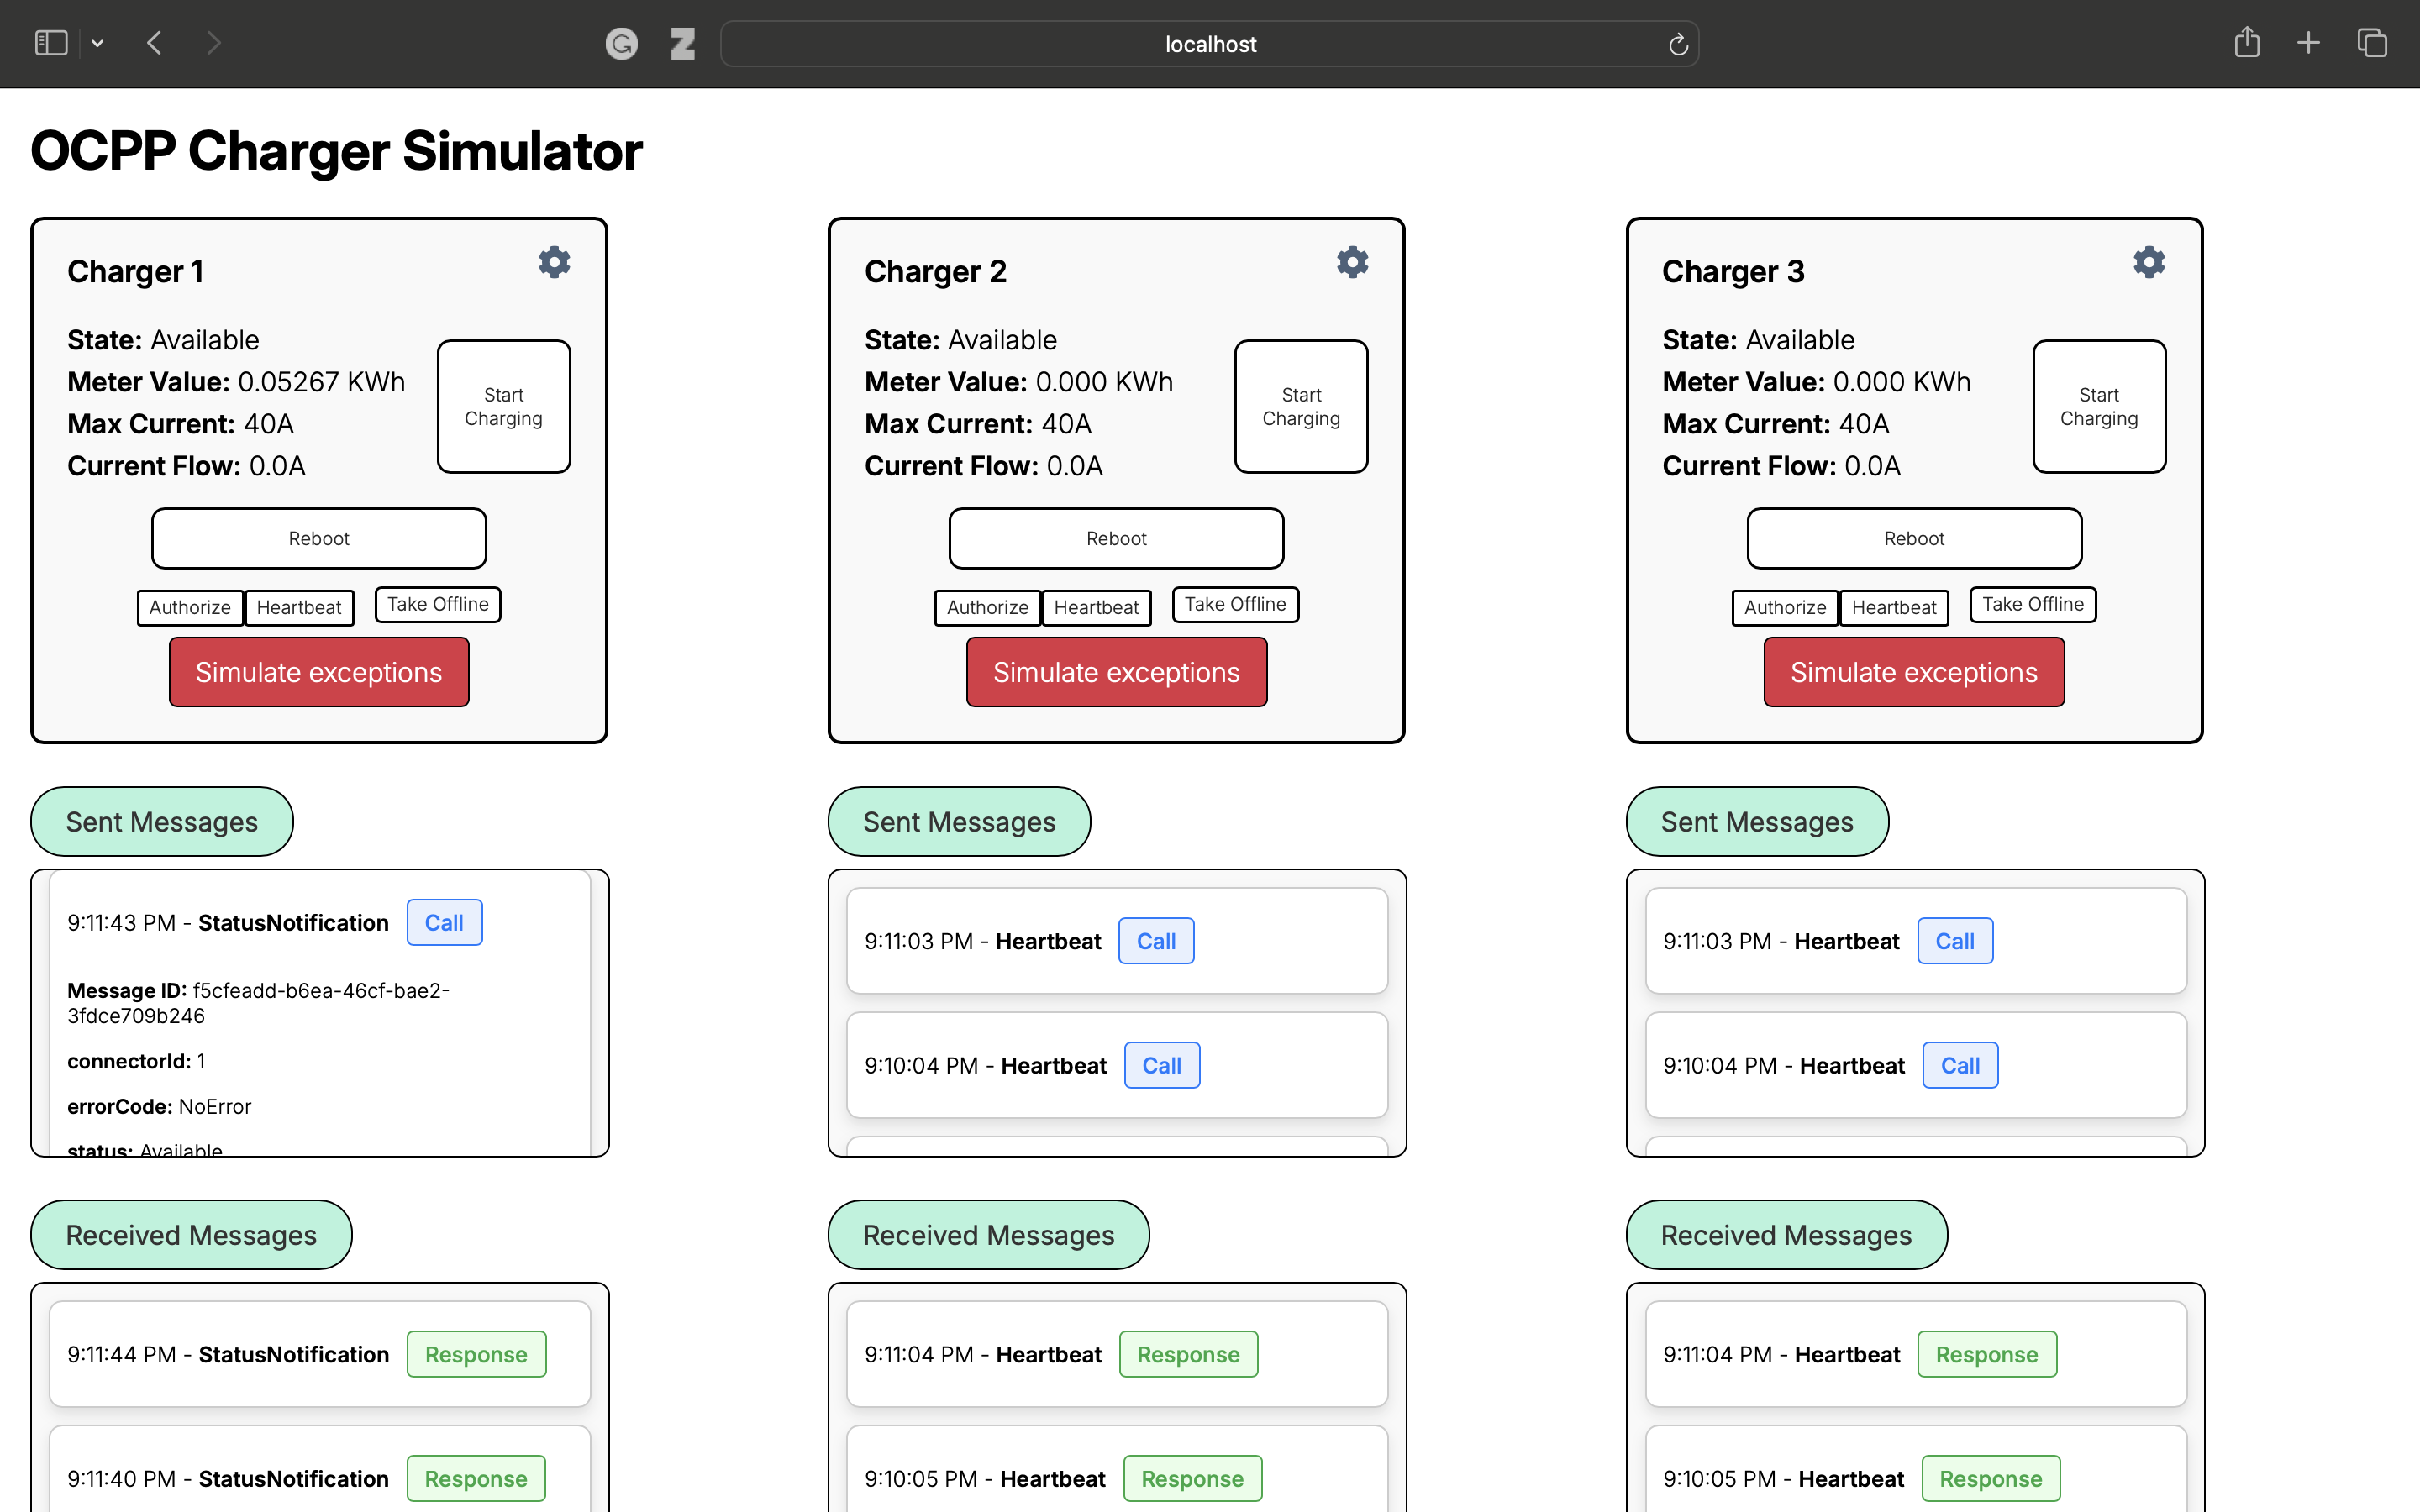 localhost
OCPP Charger Simulator
Charger 1
State: Available
Meter Value: 0.05267 KWh
Max Current: 40A
Current Flow: 0.0A
Start
Charging
Reboot
Authorize
Heartbeat
Take Offline
Simulate exceptions
Sent Messages
9:11:43 PM - StatusNotification Call
Message ID: f5cfeadd-b6ea-46cf-bae2-
3fdce709b246
connectorId: 1
errorCode: NoError
status: Available
Received Messages
9:11:44 PM - StatusNotification Response
9:11:40 PM - StatusNotification Response
Charger 2
State: Available
Meter Value: 0.000 KWh
Max Current: 40A
Current Flow: 0.0A
Start
Charging
Reboot
Authorize
Heartbeat
Take Offline
Simulate exceptions
Sent Messages
9:11:03 PM - Heartbeat Call
9:10:04 PM - Heartbeat Call
Received Messages
9:11:04 PM - Heartbeat Response
9:10:05 PM - Heartbeat Response
Charger 3
State: Available
Meter Value: 0.000 KWh
Max Current: 40A
Current Flow: 0.0A
Start
Charging
Reboot
Authorize
Heartbeat
Take Offline
Simulate exceptions
Sent Messages
9:11:03 PM - Heartbeat Call
9:10:04 PM - Heartbeat Call
Received Messages
9:11:04 PM - Heartbeat Response
9:10:05 PM - Heartbeat Response